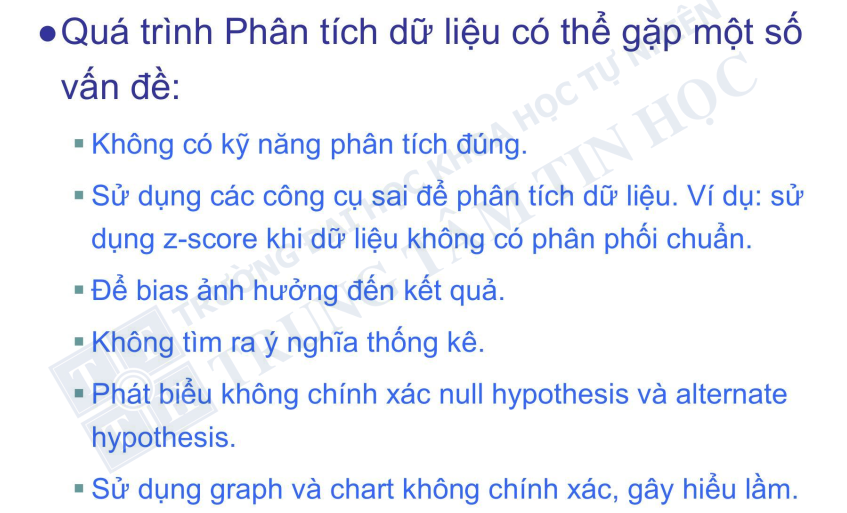 ●Quá trình Phân tích dữ liệu có thể gặp một số
vấn đề:
▪ Không có kỹ năng phân tích đúng.
▪ Sử dụng các công cụ sai để phân tích dữ liệu. Ví dụ: sử
dụng z-score khi dữ liệu không có phân phối chuẩn.
▪ Để bias ảnh hưởng đến kết quả.
▪ Không tìm ra ý nghĩa thống kê.
▪ Phát biểu không chính xác null hypothesis và alternate
hypothesis.
▪ Sử dụng graph và chart không chính xác, gây hiểu lầm.
TRƯỜNG ĐẠI HỌC KHOA HỌC TỰ NHIÊN
TRUNG TÂM TIN HỌC